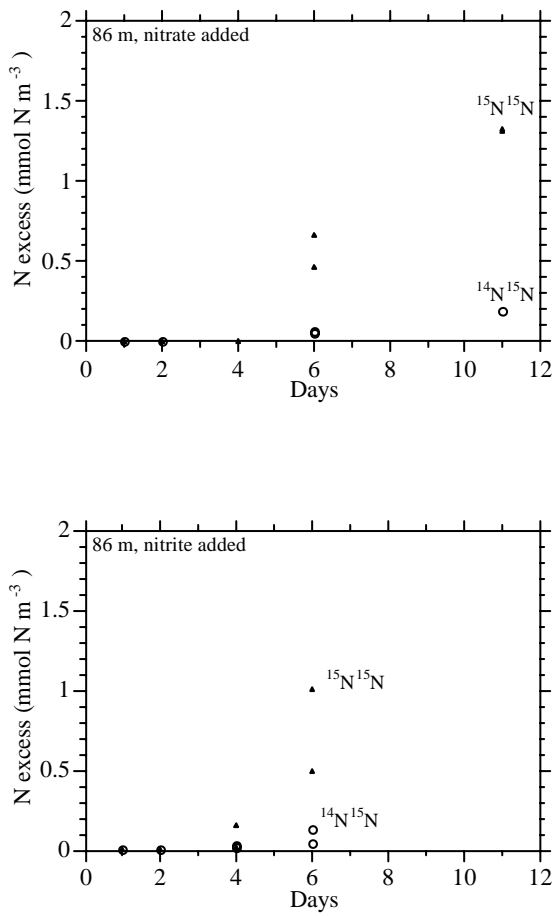 2
86 m, nitrate added
1.5
¹⁵N¹⁵N
1
0.5
¹⁴N¹⁵N
0
0 2 4 6 8 10 12
N excess (mmol N m⁻³)
Days
2
86 m, nitrite added
1.5
1
¹⁵N¹⁵N
0.5
¹⁴N¹⁵N
0
0 2 4 6 8 10 12
N excess (mmol N m⁻³)
Days